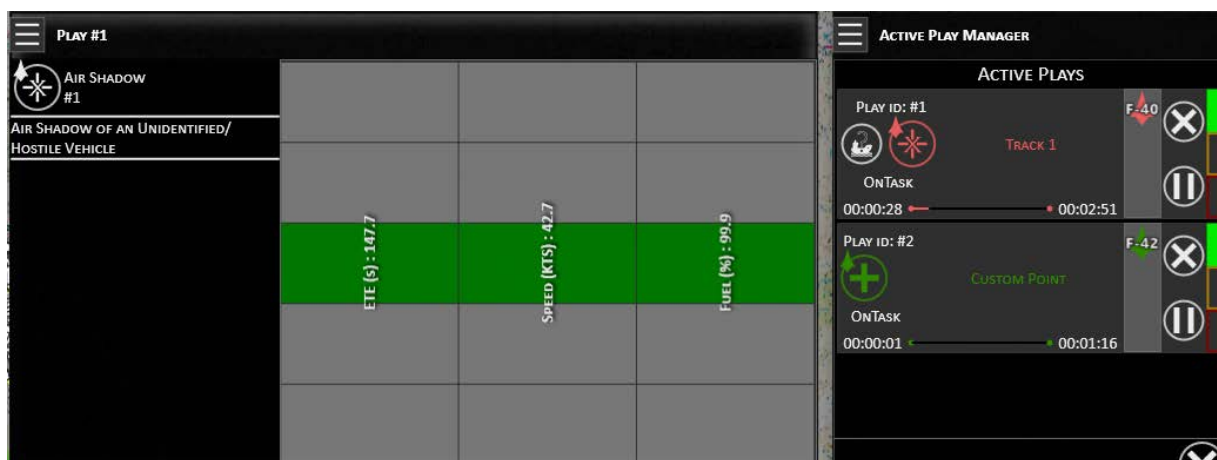 Play #1
Air Shadow
#1
Air Shadow of an Unidentified/
Hostile Vehicle
ETE (s) : 147.7
Speed (KTS) : 42.7
Fuel (%) : 99.9
Active Play Manager
Active Plays
Play id: #1
F-40
Track 1
OnTask
00:00:28
00:02:51
Play id: #2
F-42
Custom Point
OnTask
00:00:01
00:01:16